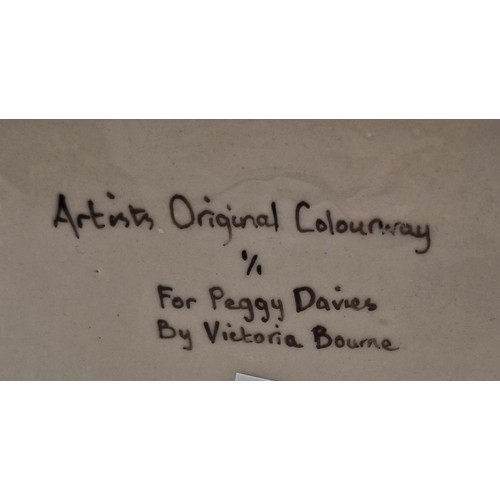 Artists Original Colourway
1/1
For Peggy Davies
By Victoria Bourne